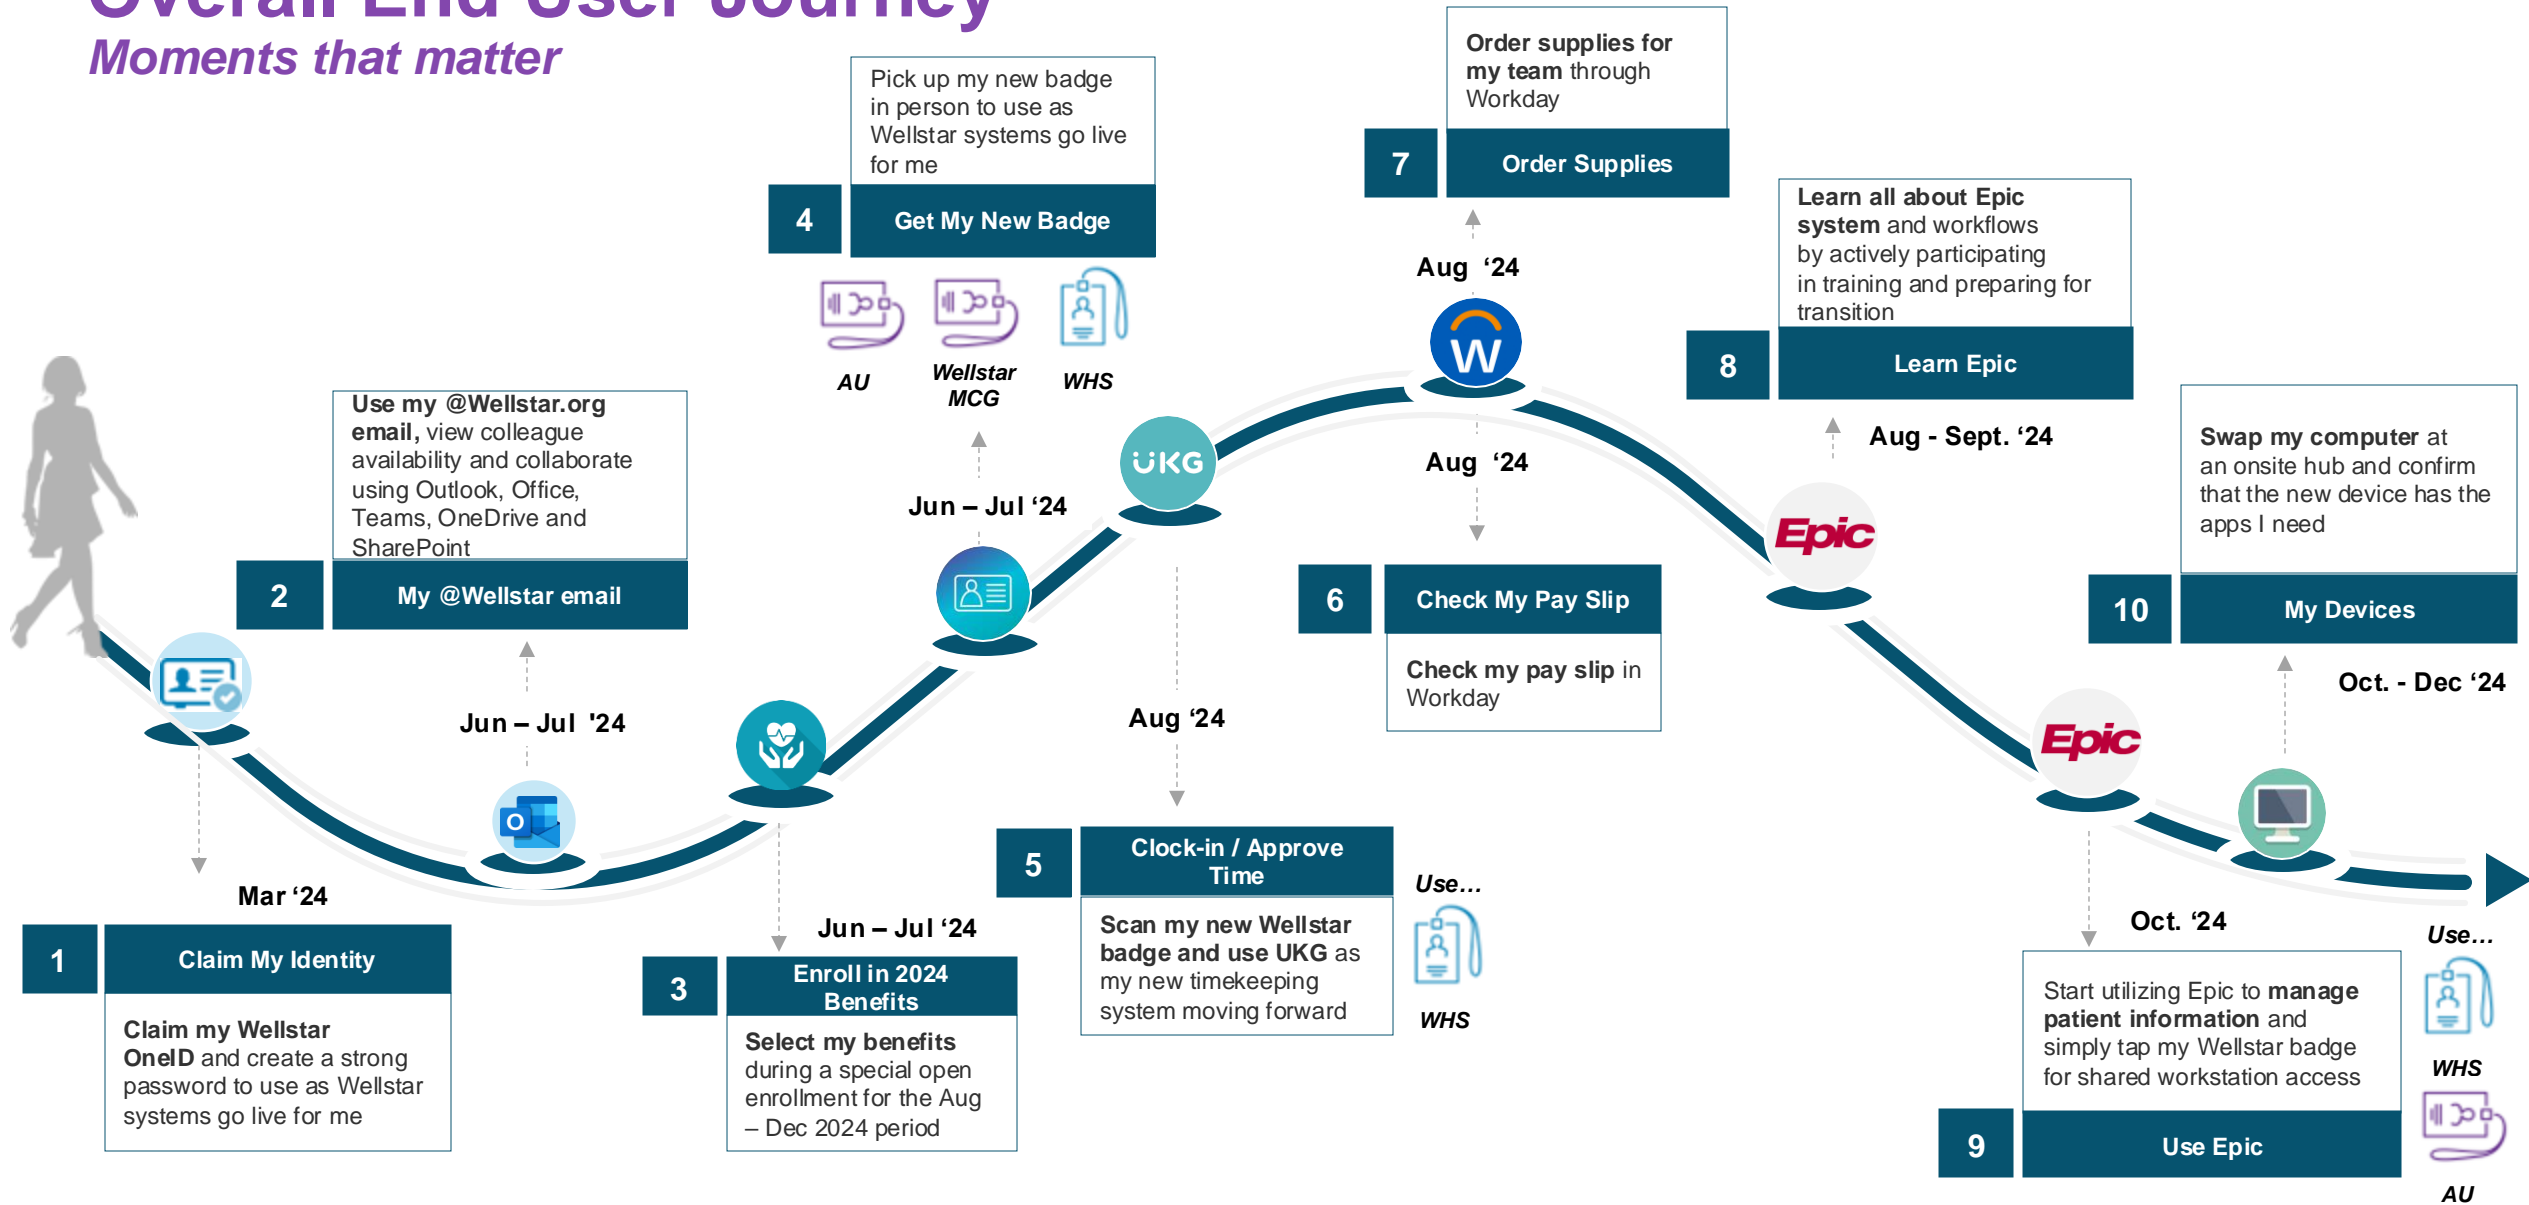 Overall End User Journey
Moments that matter
1
Claim My Identity
Mar ‘24
Claim my Wellstar
OneID and create a strong
password to use as Wellstar
systems go live for me
Use my @Wellstar.org
email, view colleague
availability and collaborate
using Outlook, Office,
Teams, OneDrive and
SharePoint
2
My @Wellstar email
Jun – Jul '24
O
Jun – Jul ‘24
3
Enroll in 2024
Benefits
Select my benefits
during a special open
enrollment for the Aug
– Dec 2024 period
Pick up my new badge
in person to use as
Wellstar systems go live
for me
4
Get My New Badge
AU
Wellstar
MCG
WHS
Jun – Jul ‘24
UKG
Aug ‘24
5
Clock-in / Approve
Time
Scan my new Wellstar
badge and use UKG as
my new timekeeping
system moving forward
Use...
WHS
Aug ‘24
6
Check My Pay Slip
Check my pay slip in
Workday
Order supplies for
my team through
Workday
7
Order Supplies
Aug ‘24
W
Learn all about Epic
system and workflows
by actively participating
in training and preparing for
transition
8
Learn Epic
Aug - Sept. ‘24
Epic
Epic
Oct. ‘24
Start utilizing Epic to manage
patient information and
simply tap my Wellstar badge
for shared workstation access
9
Use Epic
Use...
WHS
AU
Swap my computer at
an onsite hub and confirm
that the new device has the
apps I need
10
My Devices
Oct. - Dec ‘24